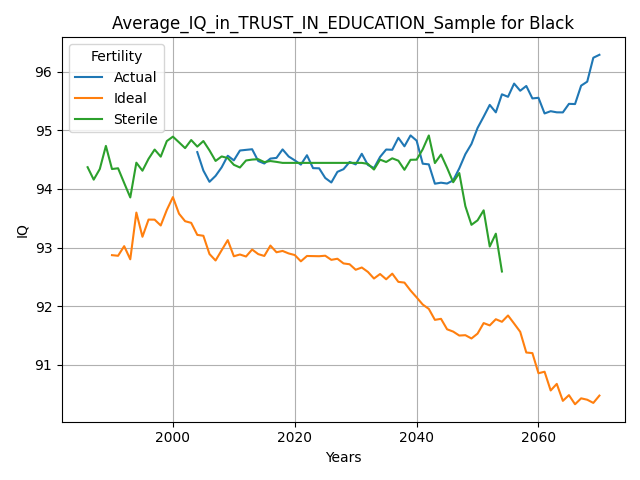 Average_IQ_in_TRUST_IN_EDUCATION_Sample for Black
Fertility
Actual
Ideal
Sterile
96
95
94
93
92
91
IQ
2000
2020
2040
2060
Years